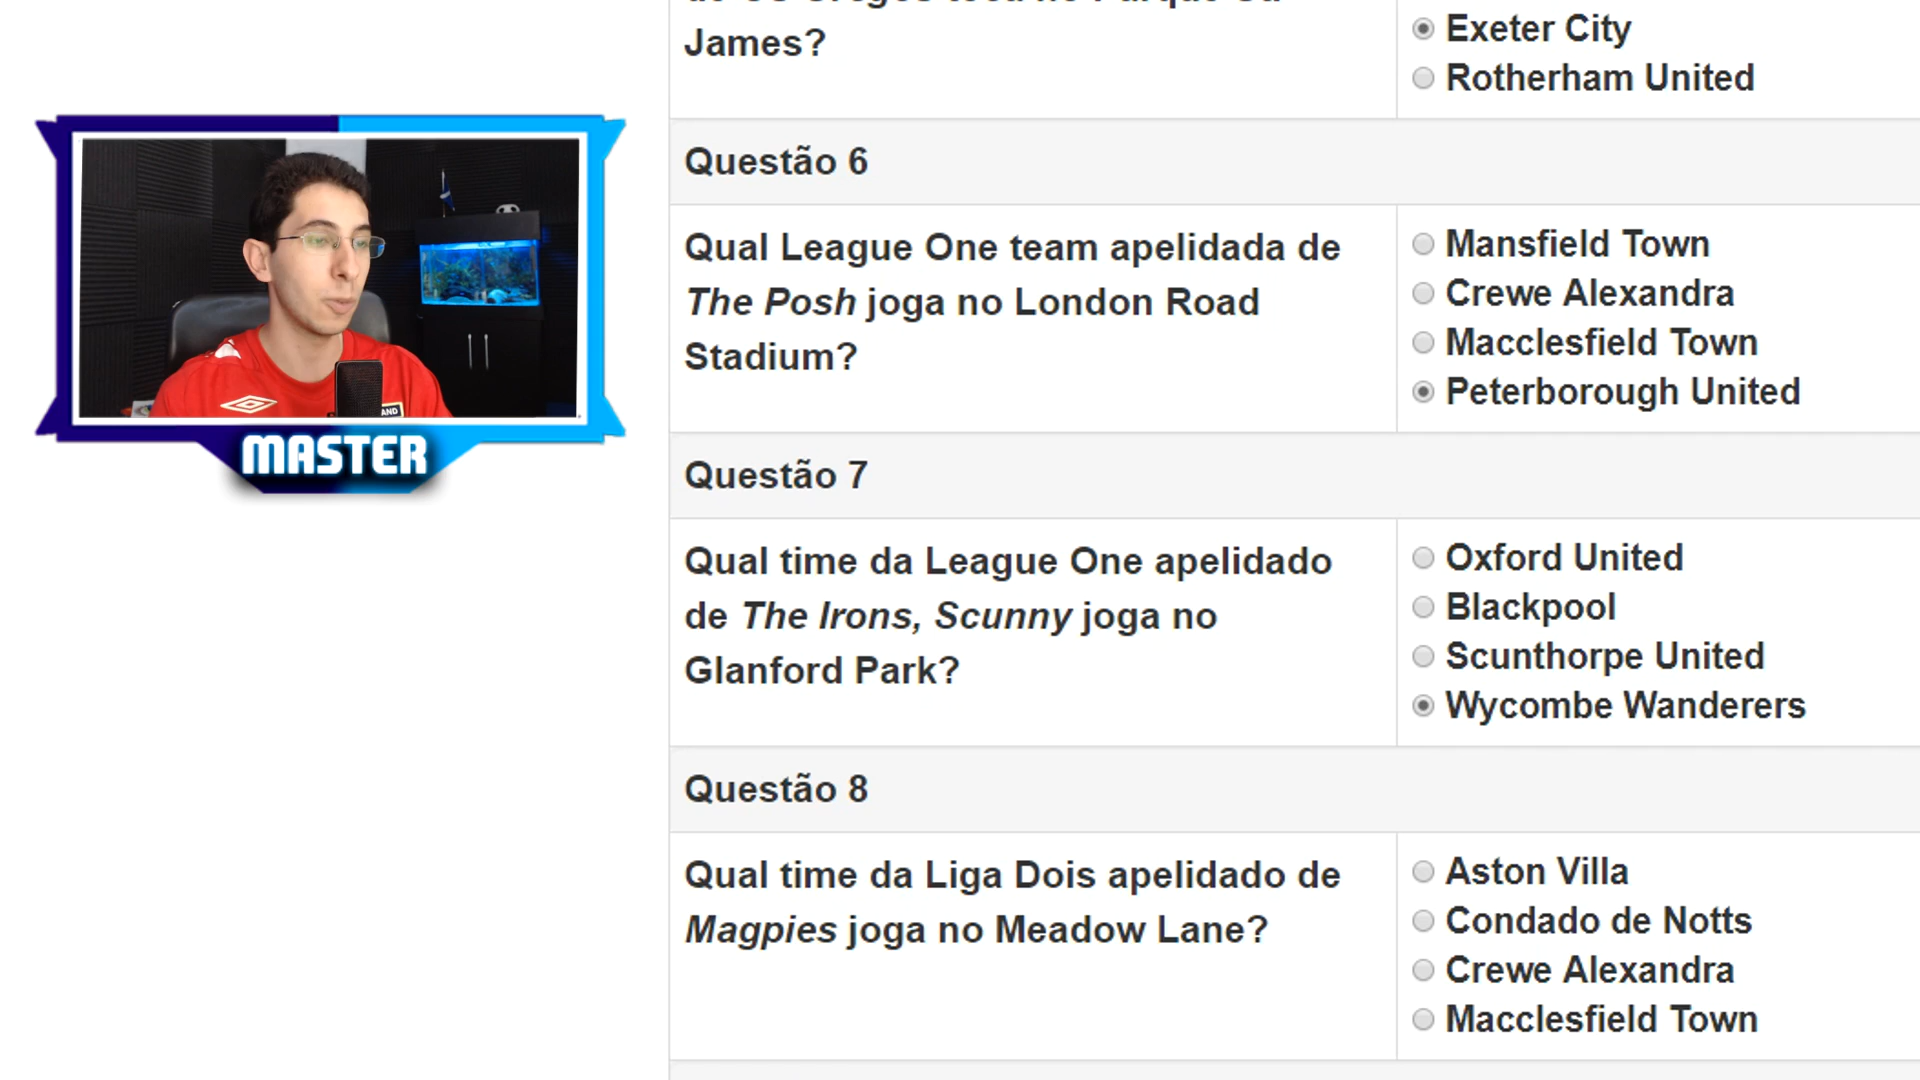 James?
Exeter City
Rotherham United
Questão 6
Qual League One team apelidada de
The Posh joga no London Road
Stadium?
Mansfield Town
Crewe Alexandra
Macclesfield Town
Peterborough United
MASTER
AND
Questão 7
Qual time da League One apelidado
de The Irons, Scunny joga no
Glanford Park?
Oxford United
Blackpool
Scunthorpe United
Wycombe Wanderers
Questão 8
Qual time da Liga Dois apelidado de
Magpies joga no Meadow Lane?
Aston Villa
Condado de Notts
Crewe Alexandra
Macclesfield Town